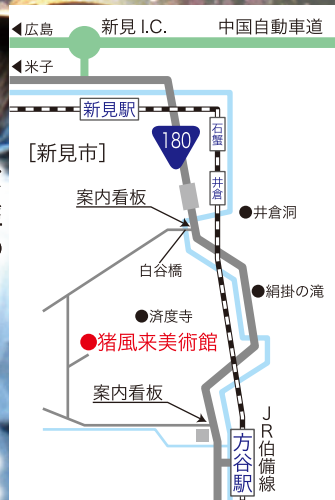 ◀広島
新見I.C.
中国自動車道
◀米子
新見駅
[新見市]
180
石蟹
井倉
案内看板
●井倉洞
白谷橋
●絹掛の滝
●済度寺
●猪風来美術館
案内看板
JR伯備線
方谷駅